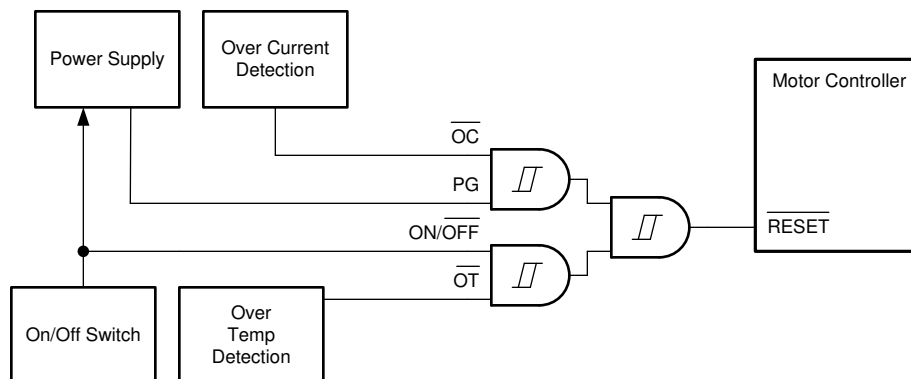 Power Supply
Over Current
Detection
Motor Controller
OC
PG
RESET
ON/OFF
OT
On/Off Switch
Over
Temp
Detection